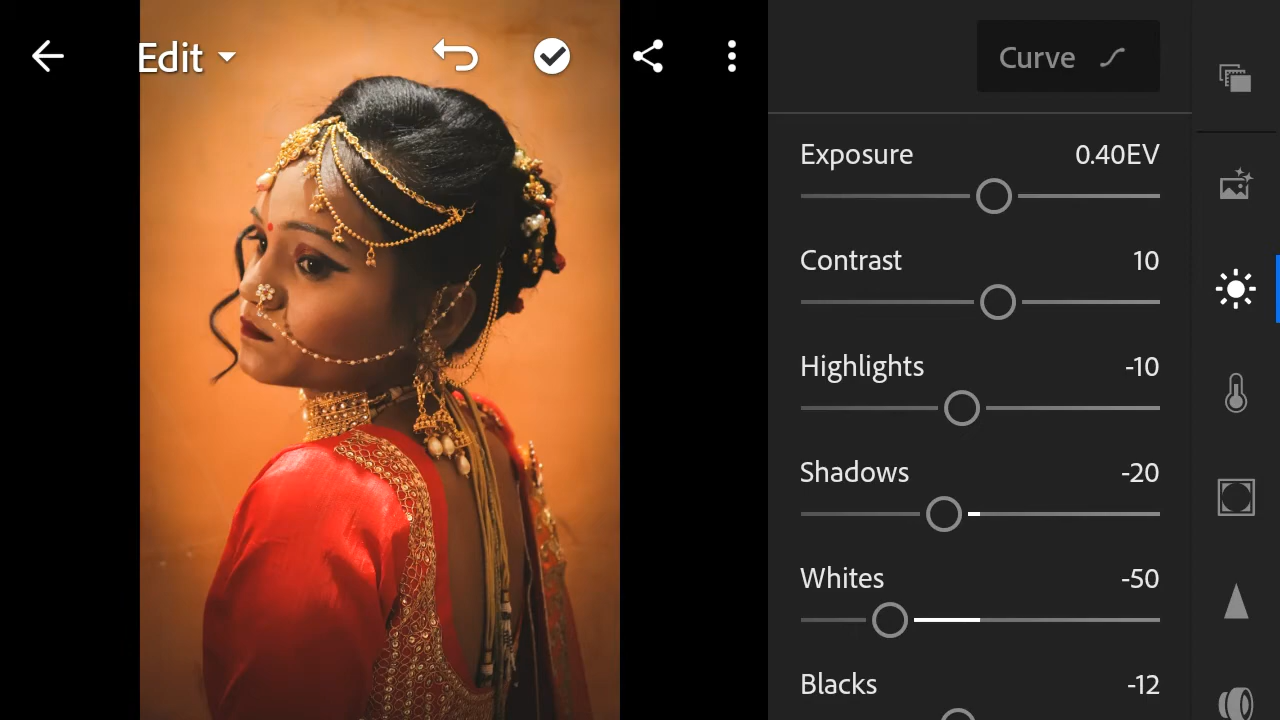 Edit
Curve
Exposure 0.40EV
Contrast 10
Highlights -10
Shadows -20
Whites -50
Blacks -12